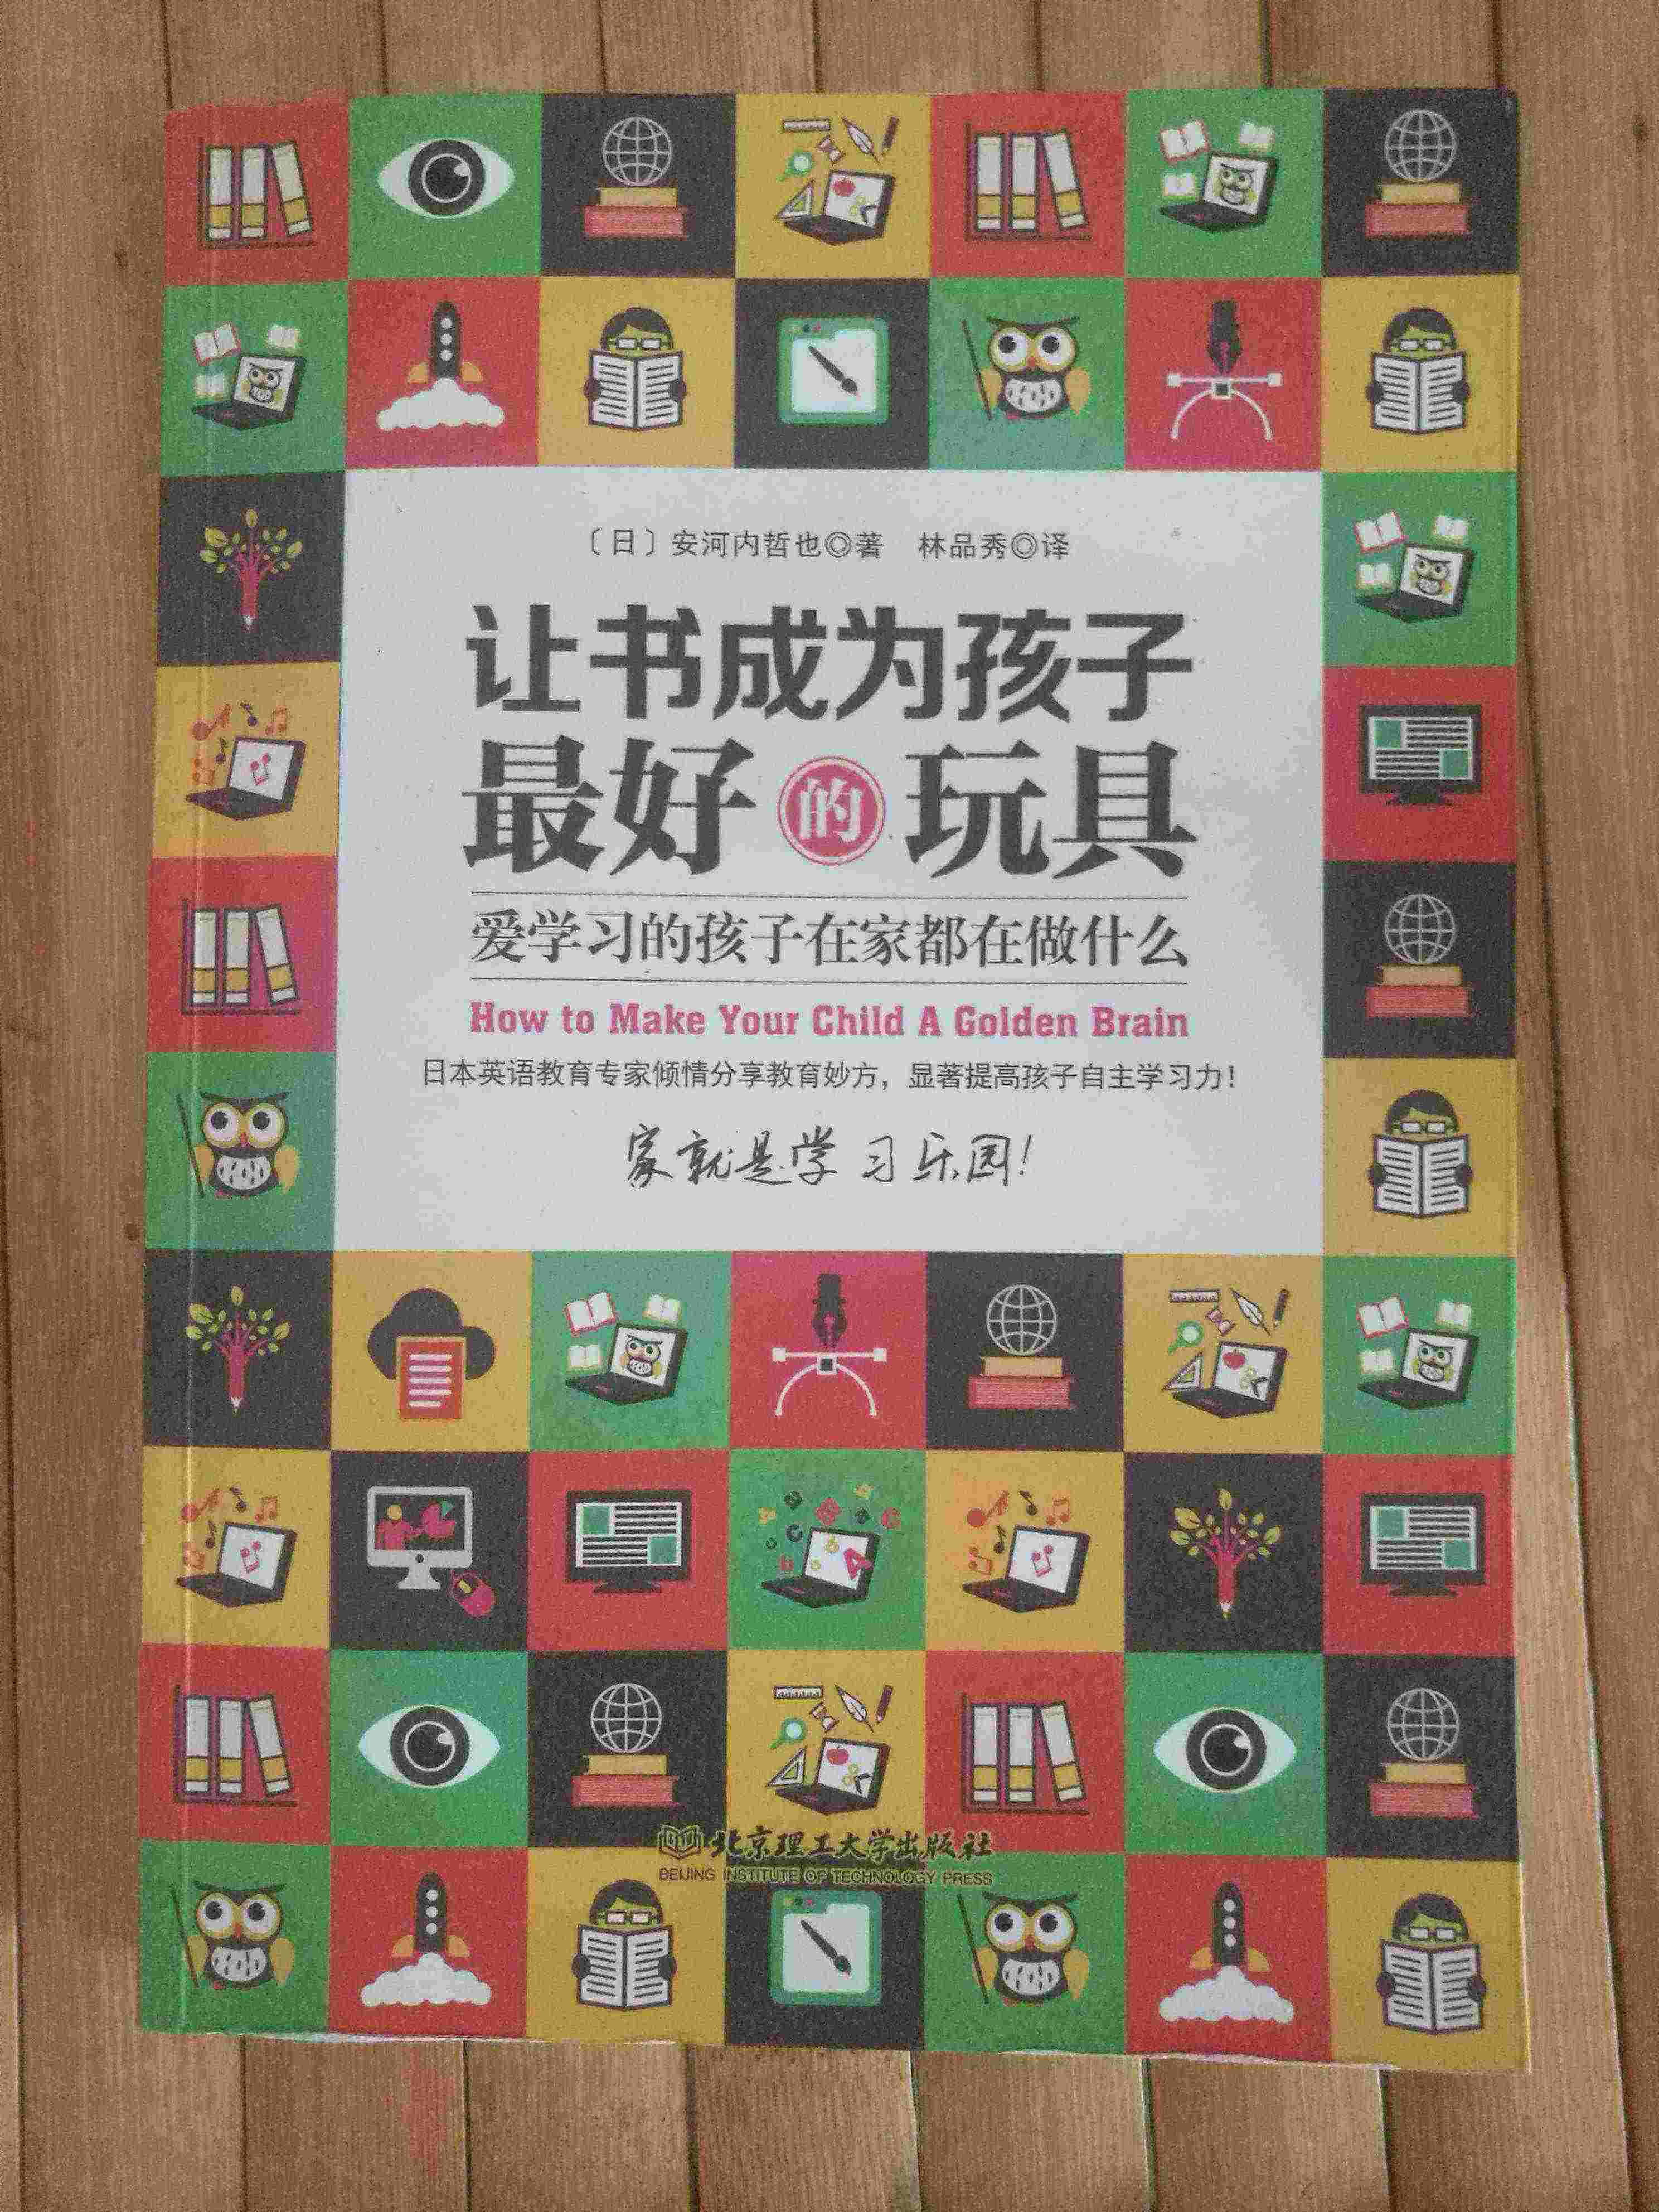 〔日〕安河内哲也◎著 林品秀◎译
让书成为孩子
最好的玩具
爱学习的孩子在家都在做什么
How to Make Your Child A Golden Brain
日本英语教育专家倾情分享教育妙方，显著提高孩子自主学习力！
家就是学习乐园！
北京理工大学出版社
BEIJING INSTITUTE OF TECHNOLOGY PRESS